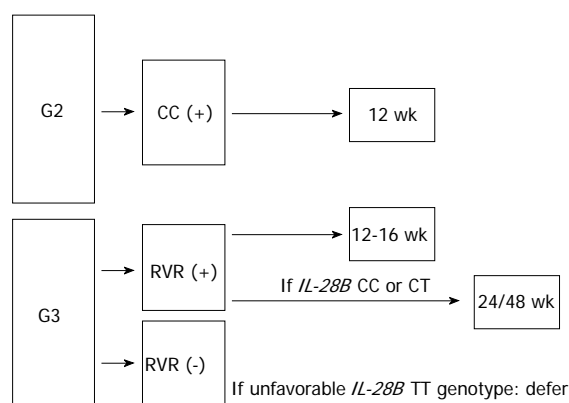 G2
CC (+)
12 wk
12-16 wk
RVR (+)
If IL-28B CC or CT
24/48 wk
G3
RVR (-)
If unfavorable IL-28B TT genotype: defer